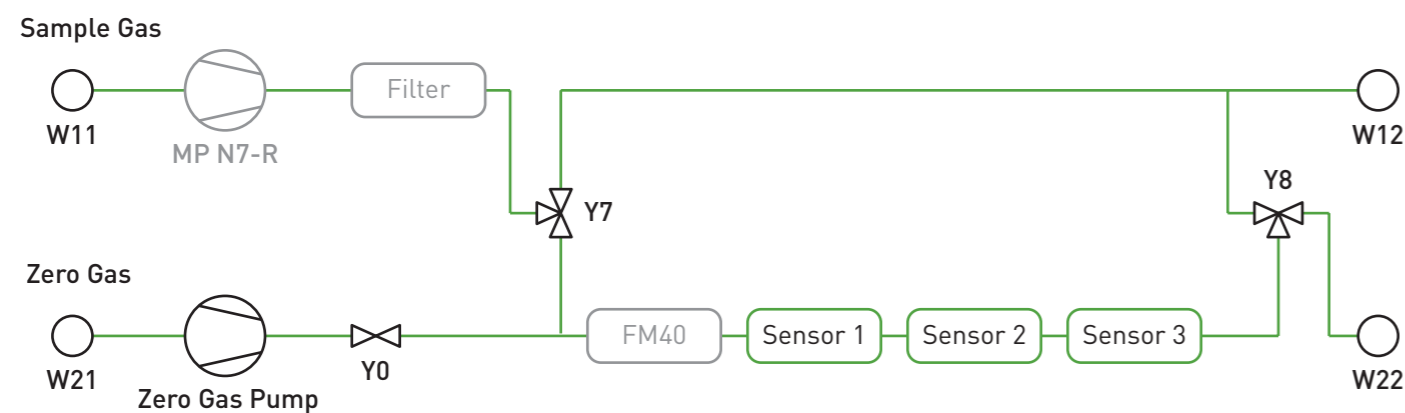 Sample Gas
W11
MP N7-R
Filter
Y7
W12
Y8
Zero Gas
W21
Zero Gas Pump
Y0
FM40
Sensor 1
Sensor 2
Sensor 3
W22